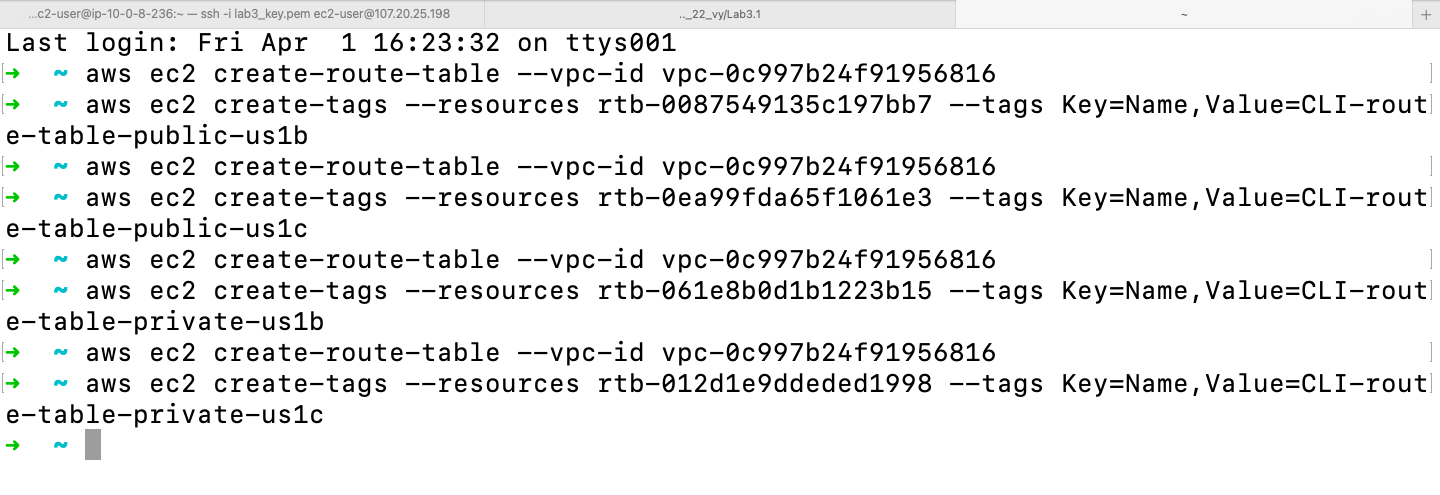 ...c2-user@ip-10-0-8-236:~ — ssh -i lab3_key.pem ec2-user@107.20.25.198
.._22_vy/Lab3.1
~
+
Last login: Fri Apr  1 16:23:32 on ttys001
➜  ~ aws ec2 create-route-table --vpc-id vpc-0c997b24f91956816
➜  ~ aws ec2 create-tags --resources rtb-0087549135c197bb7 --tags Key=Name,Value=CLI-rout
e-table-public-us1b
➜  ~ aws ec2 create-route-table --vpc-id vpc-0c997b24f91956816
➜  ~ aws ec2 create-tags --resources rtb-0ea99fda65f1061e3 --tags Key=Name,Value=CLI-rout
e-table-public-us1c
➜  ~ aws ec2 create-route-table --vpc-id vpc-0c997b24f91956816
➜  ~ aws ec2 create-tags --resources rtb-061e8b0d1b1223b15 --tags Key=Name,Value=CLI-rout
e-table-private-us1b
➜  ~ aws ec2 create-route-table --vpc-id vpc-0c997b24f91956816
➜  ~ aws ec2 create-tags --resources rtb-012d1e9ddeded1998 --tags Key=Name,Value=CLI-rout
e-table-private-us1c
➜  ~